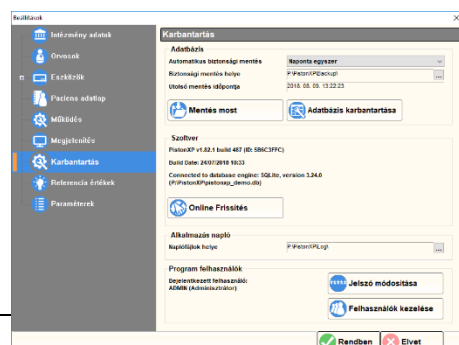 Beállítások
Intézmény adatok
Orvosok
Eszközök
Páciens adatlap
Működés
Megjelenítés
Karbantartás
Referencia értékek
Paraméterek
Karbantartás
Adatbázis
Automatikus biztonsági mentés
Naponta egyszer
Biztonsági mentés helye
P:\PistonXP\Backup\
...
Utolsó mentés időpontja
2018. 08. 09. 13:22:23
Mentés most
Adatbázis karbantartása
Szoftver
PistonXP v1.82.1 build 487 (ID: 5B6C3FFC)
Build Date: 24/07/2018 10:33
Connected to database engine: SQLite, version 3.24.0
(P:\PistonXP\pistonxp_demo.db)
Online Frissítés
Alkalmazás napló
Naplófájlok helye
P:\PistonXP\Log\
...
Program felhasználók
Bejelentkezett felhasználó:
ADMIN (Adminisztrátor)
Jelszó módosítása
Felhasználók kezelése
Rendben
Elvet